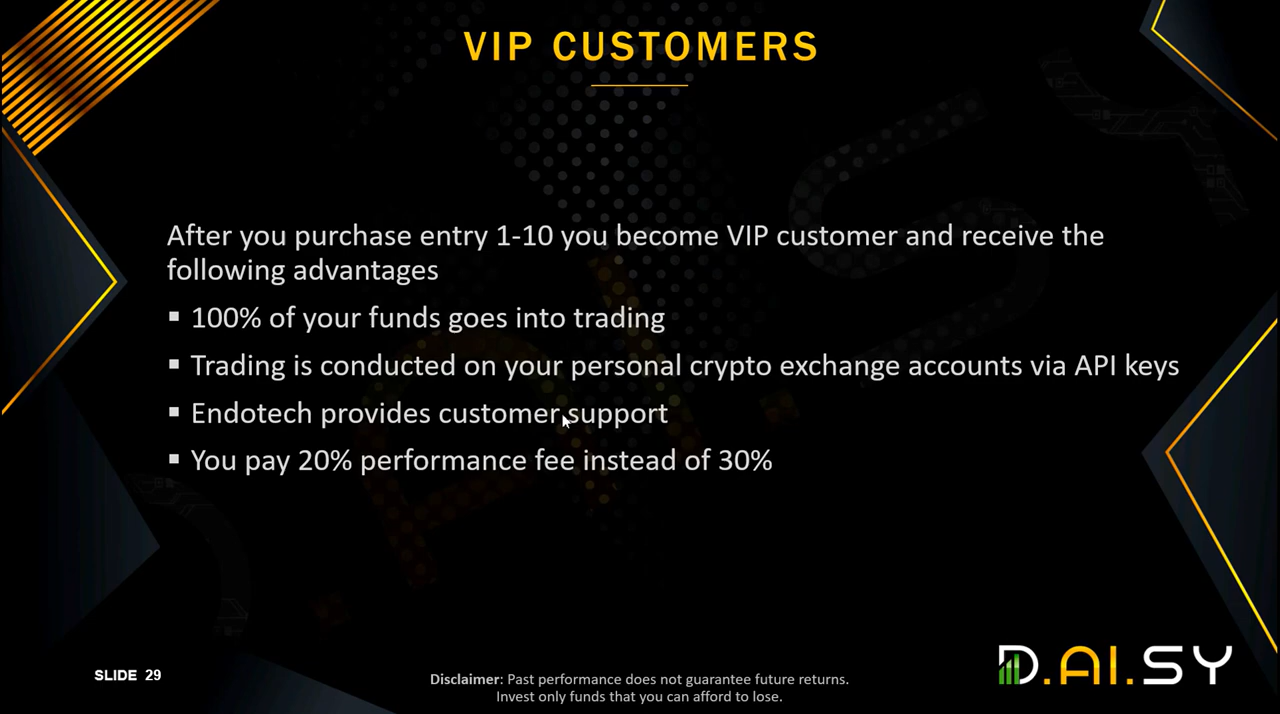 VIP CUSTOMERS
After you purchase entry 1-10 you become VIP customer and receive the
following advantages
▪ 100% of your funds goes into trading
▪ Trading is conducted on your personal crypto exchange accounts via API keys
▪ Endotech provides customer support
▪ You pay 20% performance fee instead of 30%
SLIDE 29
Disclaimer: Past performance does not guarantee future returns.
Invest only funds that you can afford to lose.
D.AI.SY